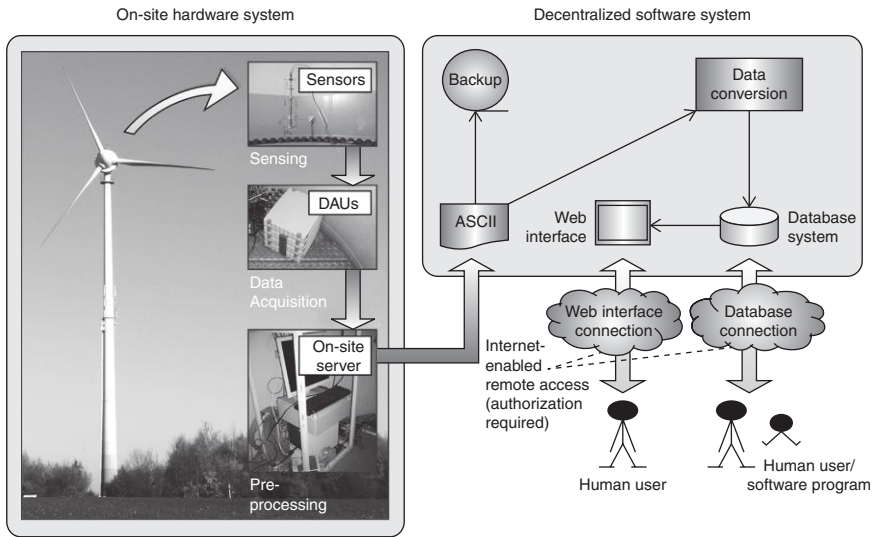 On-site hardware system
Sensors
Sensing
DAUs
Data
Acquisition
On-site
server
Pre-
processing
Decentralized software system
Backup
Data
conversion
ASCII
Web
interface
Database
system
Web interface
connection
Database
connection
Internet-
enabled
remote access
(authorization
required)
Human user
Human user/
software program